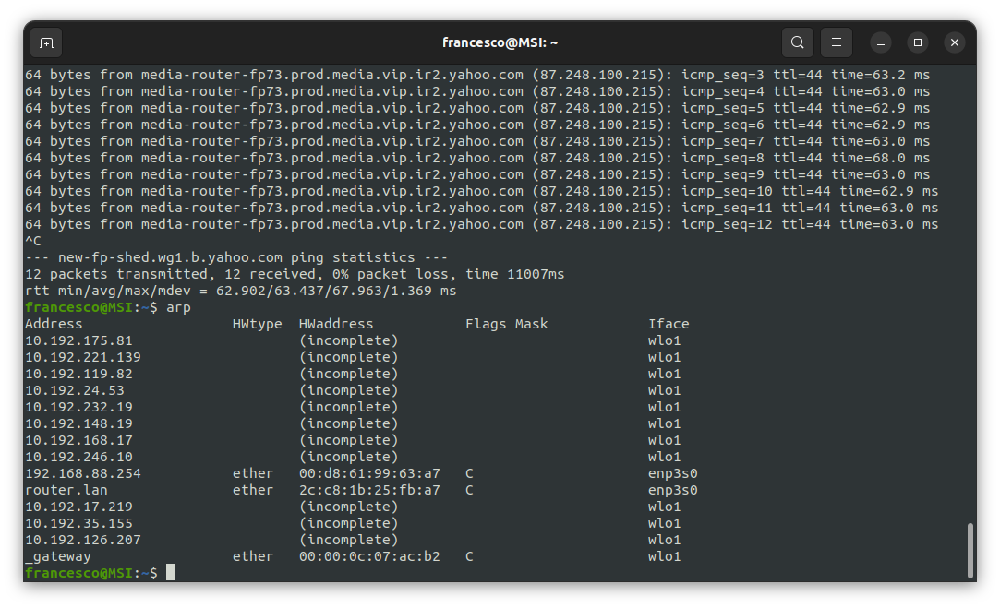 francesco@MSI: ~
64 bytes from media-router-fp73.prod.media.vip.ir2.yahoo.com (87.248.100.215): icmp_seq=3 ttl=44 time=63.2 ms
64 bytes from media-router-fp73.prod.media.vip.ir2.yahoo.com (87.248.100.215): icmp_seq=4 ttl=44 time=63.0 ms
64 bytes from media-router-fp73.prod.media.vip.ir2.yahoo.com (87.248.100.215): icmp_seq=5 ttl=44 time=62.9 ms
64 bytes from media-router-fp73.prod.media.vip.ir2.yahoo.com (87.248.100.215): icmp_seq=6 ttl=44 time=62.9 ms
64 bytes from media-router-fp73.prod.media.vip.ir2.yahoo.com (87.248.100.215): icmp_seq=7 ttl=44 time=63.0 ms
64 bytes from media-router-fp73.prod.media.vip.ir2.yahoo.com (87.248.100.215): icmp_seq=8 ttl=44 time=68.0 ms
64 bytes from media-router-fp73.prod.media.vip.ir2.yahoo.com (87.248.100.215): icmp_seq=9 ttl=44 time=63.0 ms
64 bytes from media-router-fp73.prod.media.vip.ir2.yahoo.com (87.248.100.215): icmp_seq=10 ttl=44 time=62.9 ms
64 bytes from media-router-fp73.prod.media.vip.ir2.yahoo.com (87.248.100.215): icmp_seq=11 ttl=44 time=63.0 ms
64 bytes from media-router-fp73.prod.media.vip.ir2.yahoo.com (87.248.100.215): icmp_seq=12 ttl=44 time=63.0 ms
^C
--- new-fp-shed.wg1.b.yahoo.com ping statistics ---
12 packets transmitted, 12 received, 0% packet loss, time 11007ms
rtt min/avg/max/mdev = 62.902/63.437/67.963/1.369 ms
francesco@MSI:~$ arp
Address                  HWtype  HWaddress           Flags Mask            Iface
10.192.175.81                    (incomplete)                              wlo1
10.192.221.139                   (incomplete)                              wlo1
10.192.119.82                    (incomplete)                              wlo1
10.192.24.53                     (incomplete)                              wlo1
10.192.232.19                    (incomplete)                              wlo1
10.192.148.19                    (incomplete)                              wlo1
10.192.168.17                    (incomplete)                              wlo1
10.192.246.10                    (incomplete)                              wlo1
192.168.88.254           ether   00:d8:61:99:63:a7   C                     enp3s0
router.lan               ether   2c:c8:1b:25:fb:a7   C                     enp3s0
10.192.17.219                    (incomplete)                              wlo1
10.192.35.155                    (incomplete)                              wlo1
10.192.126.207                   (incomplete)                              wlo1
_gateway                 ether   00:00:0c:07:ac:b2   C                     wlo1
francesco@MSI:~$